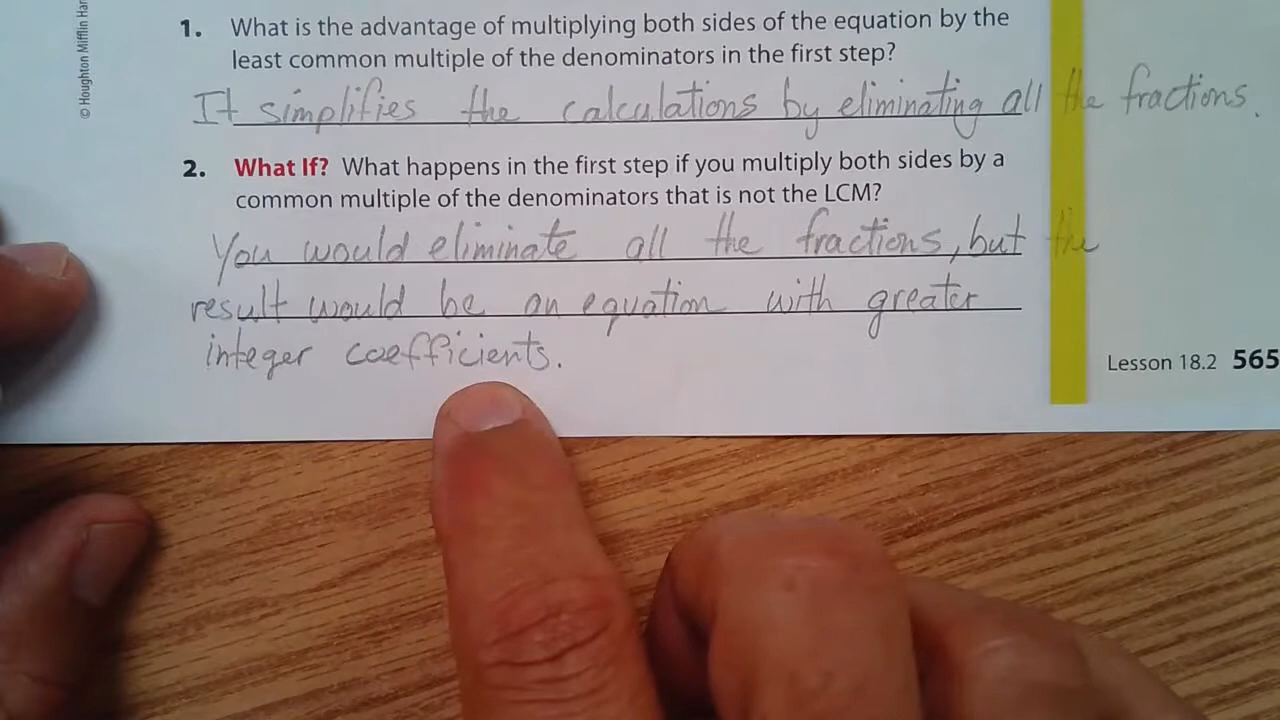 © Houghton Mifflin Har
1. What is the advantage of multiplying both sides of the equation by the
least common multiple of the denominators in the first step?
It simplifies the calculations by eliminating all the fractions.
2. What If? What happens in the first step if you multiply both sides by a
common multiple of the denominators that is not the LCM?
You would eliminate all the fractions, but the
result would be an equation with greater
integer coefficients.
Lesson 18.2 565